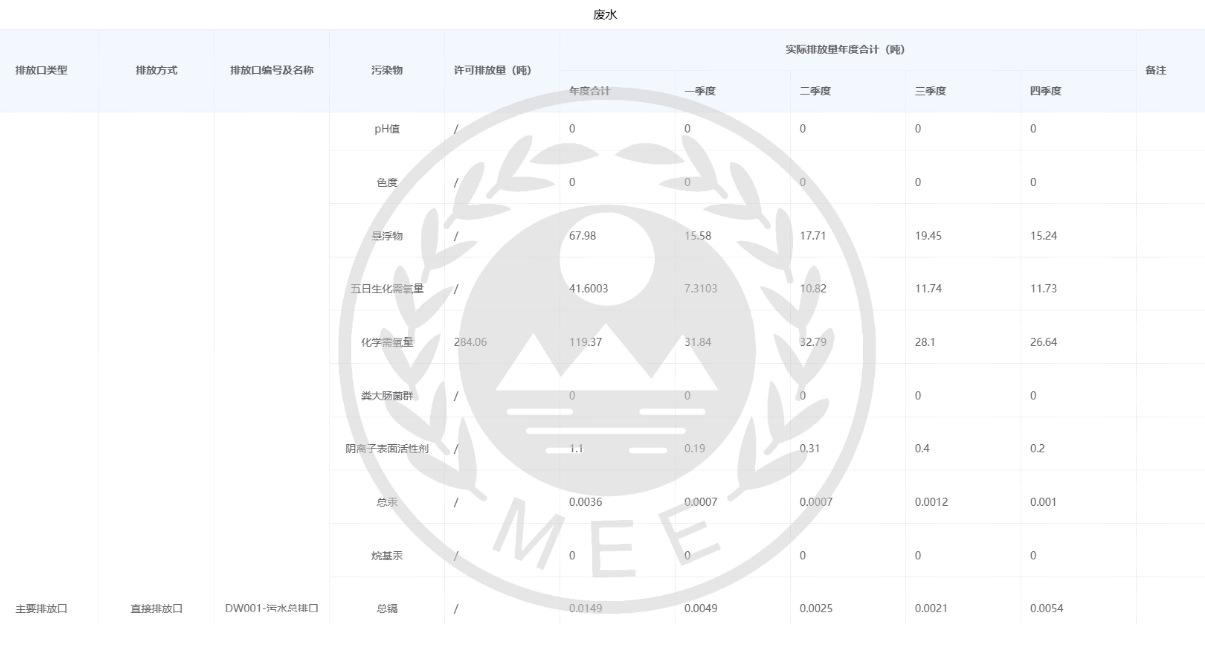 废水
排放口类型 排放方式 排放口编号及名称 污染物 许可排放量（吨） 实际排放量年度合计（吨） 备注
年度合计 一季度 二季度 三季度 四季度
pH值 / 0 0 0 0 0
色度 / 0 0 0 0 0
悬浮物 / 67.98 15.58 17.71 19.45 15.24
五日生化需氧量 / 41.6003 7.3103 10.82 11.74 11.73
化学需氧量 284.06 119.37 31.84 32.79 28.1 26.64
粪大肠菌群 / 0 0 0 0 0
阴离子表面活性剂 / 1.1 0.19 0.31 0.4 0.2
总汞 / 0.0036 0.0007 0.0007 0.0012 0.001
烷基汞 / 0 0 0 0 0
主要排放口 直接排放口 DW001-污水总排口 总镉 / 0.0149 0.0049 0.0025 0.0021 0.0054
MEE